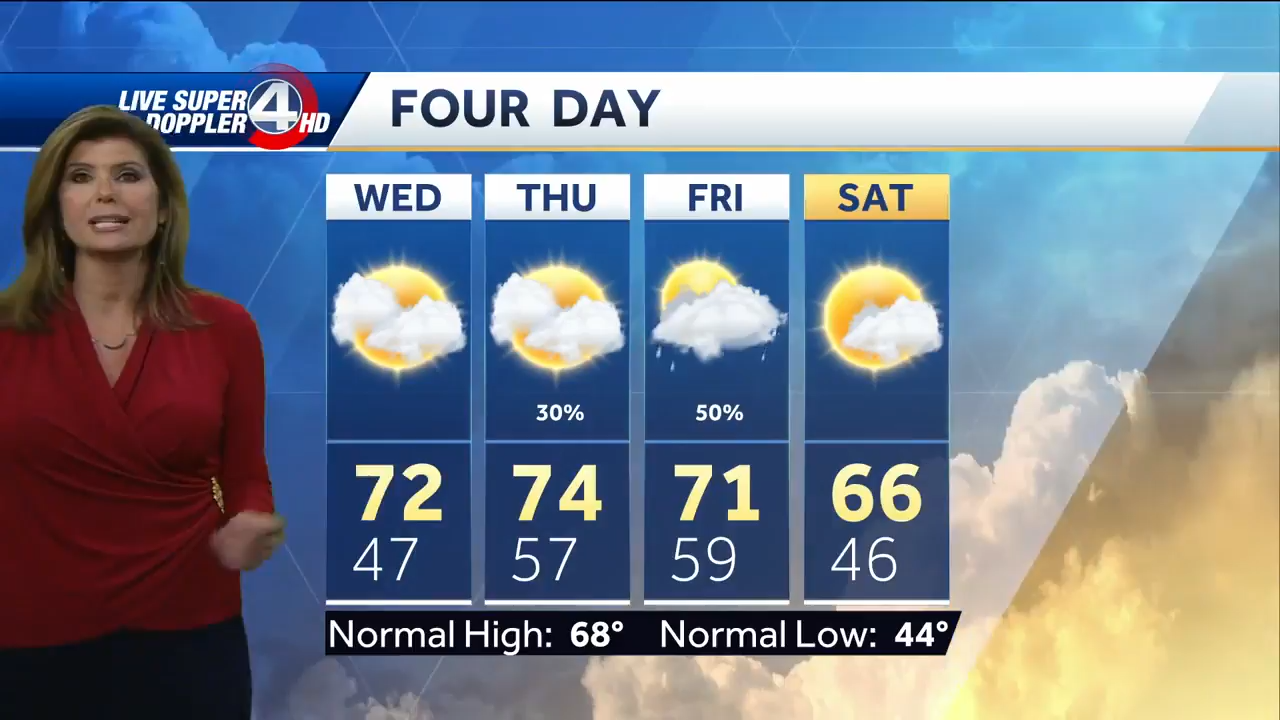 LIVE SUPER
DOPPLER 4 HD
FOUR DAY
WED THU FRI SAT
30% 50%
72 74 71 66
47 57 59 46
Normal High: 68° Normal Low: 44°